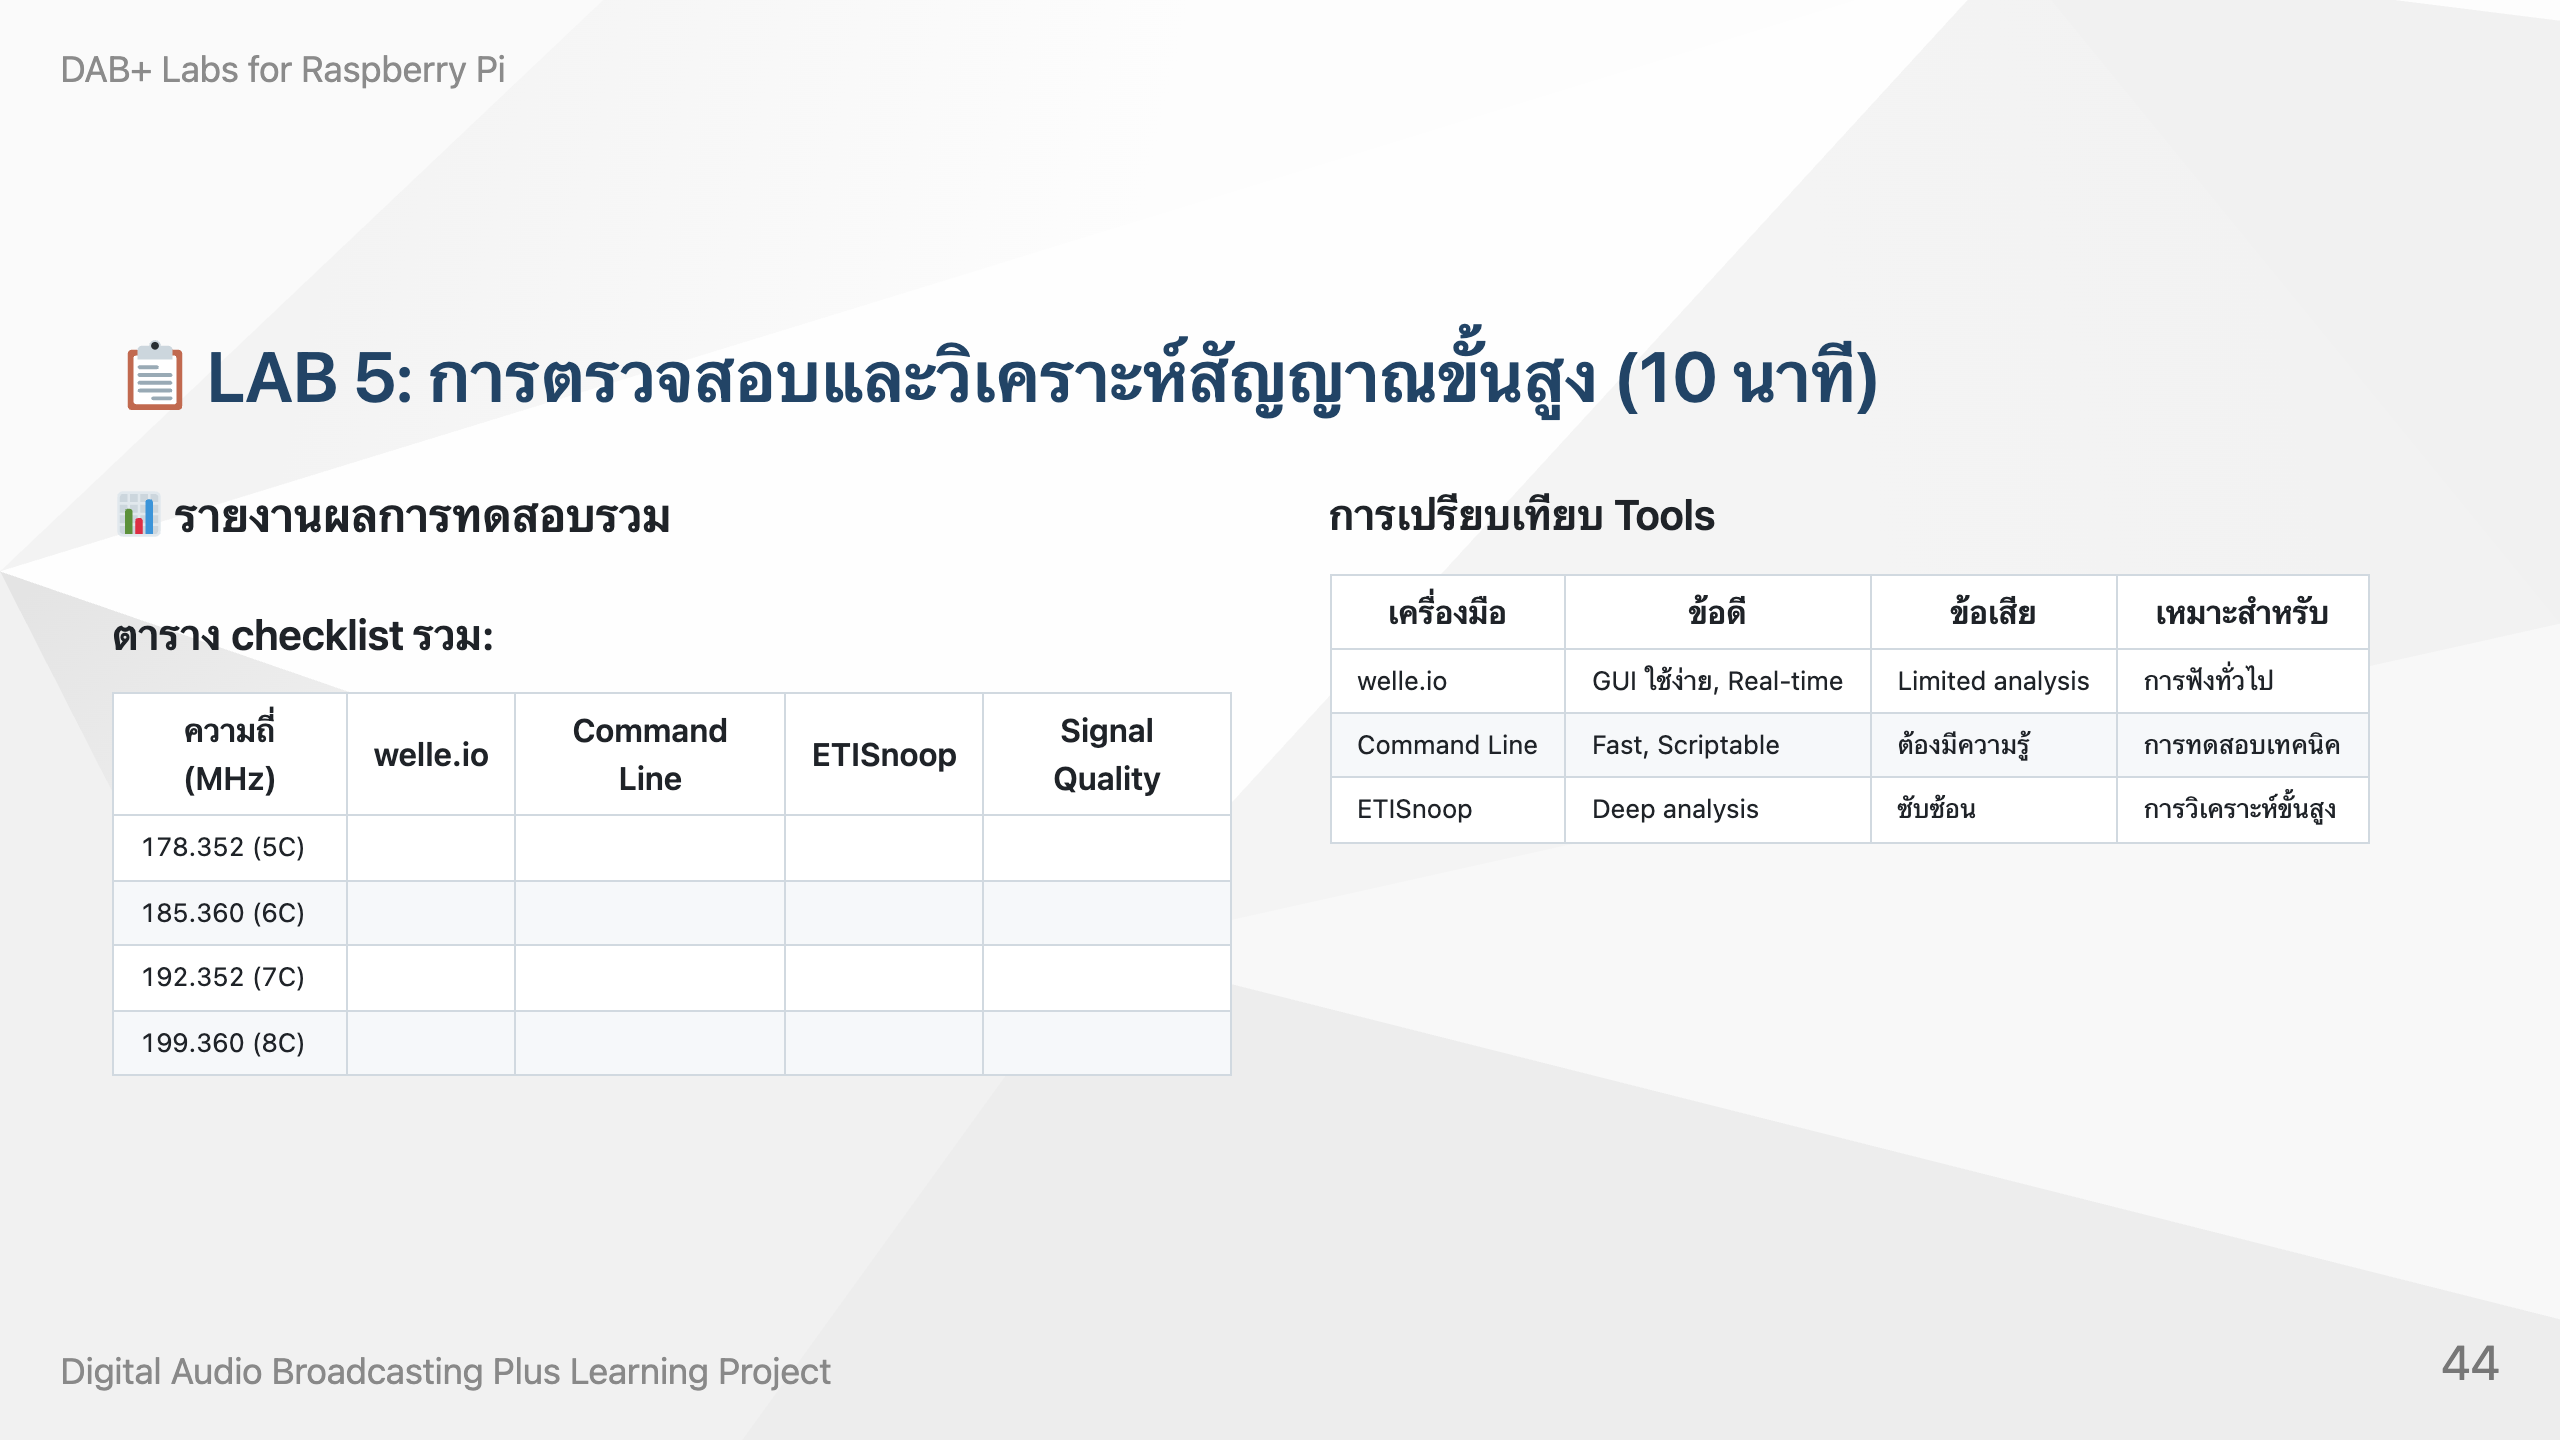 DAB+ Labs for Raspberry Pi
📋 LAB 5: การตรวจสอบและวิเคราะห์สัญญาณขั้นสูง (10 นาที)
📊 รายงานผลการทดสอบรวม
ตาราง checklist รวม:
ความถี่ (MHz) welle.io Command Line ETISnoop Signal Quality
178.352 (5C)
185.360 (6C)
192.352 (7C)
199.360 (8C)
การเปรียบเทียบ Tools
เครื่องมือ ข้อดี ข้อเสีย เหมาะสำหรับ
welle.io GUI ใช้ง่าย, Real-time Limited analysis การฟังทั่วไป
Command Line Fast, Scriptable ต้องมีความรู้ การทดสอบเทคนิค
ETISnoop Deep analysis ซับซ้อน การวิเคราะห์ขั้นสูง
Digital Audio Broadcasting Plus Learning Project
44